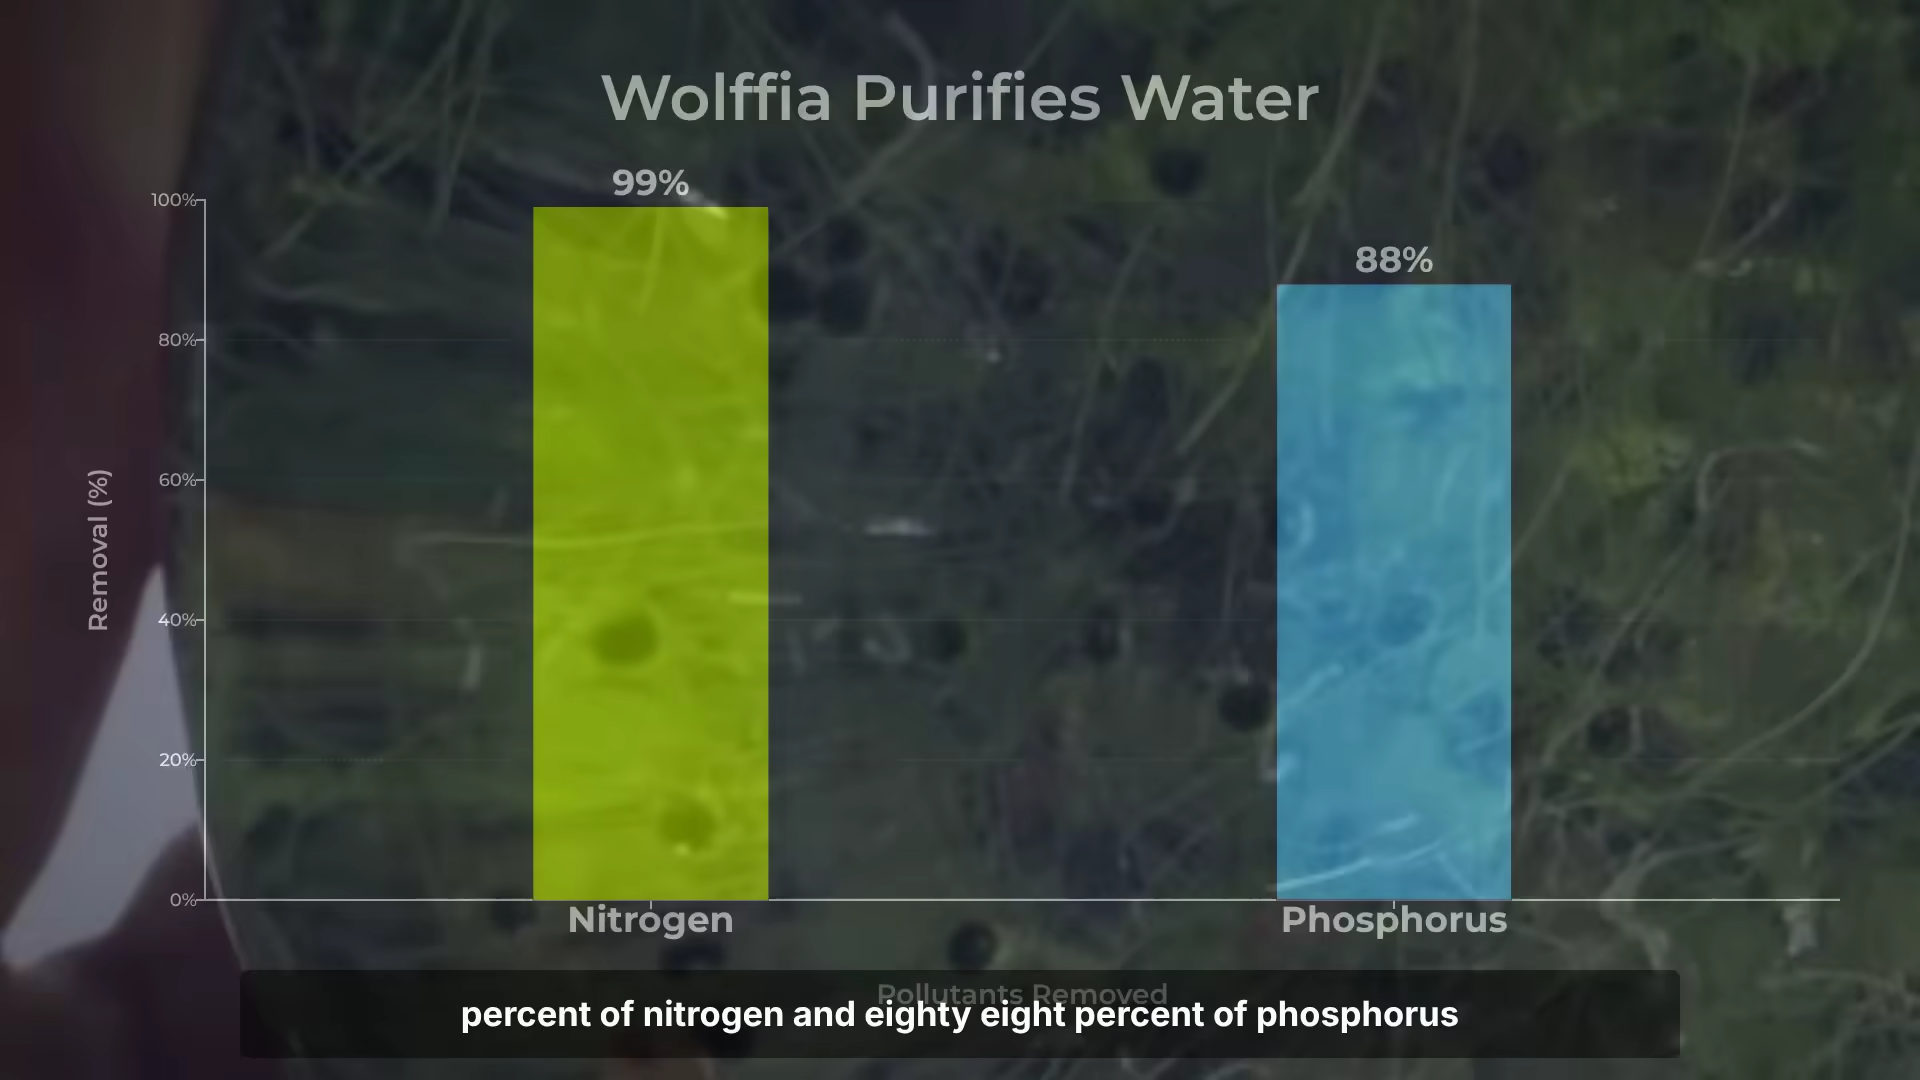 Wolffia Purifies Water
99%
88%
100%
80%
60%
40%
20%
0%
Removal (%)
Nitrogen
Phosphorus
Pollutants Removed
percent of nitrogen and eighty eight percent of phosphorus